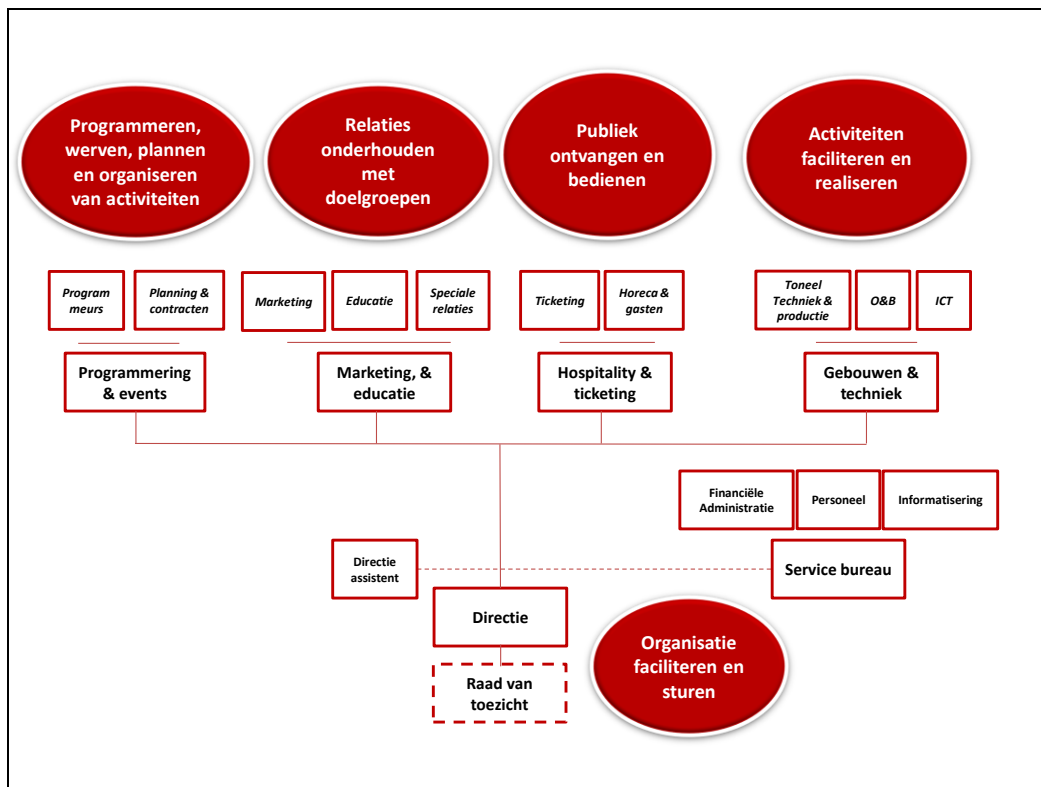 Programmeren,
werven, plannen
en organiseren
van activiteiten
Relaties
onderhouden
met
doelgroepen
Publiek
ontvangen en
bedienen
Activiteiten
faciliteren en
realiseren
Program
meurs
Planning &
contracten
Marketing
Educatie
Speciale
relaties
Ticketing
Horeca &
gasten
Toneel
Techniek &
productie
O&B
ICT
Programmering
& events
Marketing, &
educatie
Hospitality &
ticketing
Gebouwen &
techniek
Financiële
Administratie
Personeel
Informatisering
Directie
assistent
Service bureau
Directie
Organisatie
faciliteren en
sturen
Raad van
toezicht